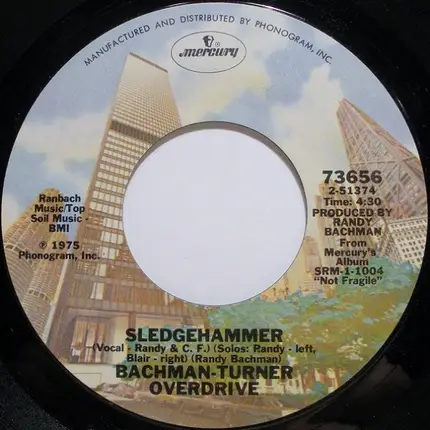 MANUFACTURED AND DISTRIBUTED BY PHONOGRAM, INC.
mercury
73656
2-51374
Time: 4:30
PRODUCED BY
RANDY
BACHMAN
From
Mercury's
Album
SRM-1-1004
"Not Fragile"
Ranbach
Music/Top
Soil Music -
BMI
℗ 1975
Phonogram, Inc.
SLEDGEHAMMER
(Vocal - Randy & C. F.) (Solos: Randy - left,
Blair - right) (Randy Bachman)
BACHMAN-TURNER
OVERDRIVE